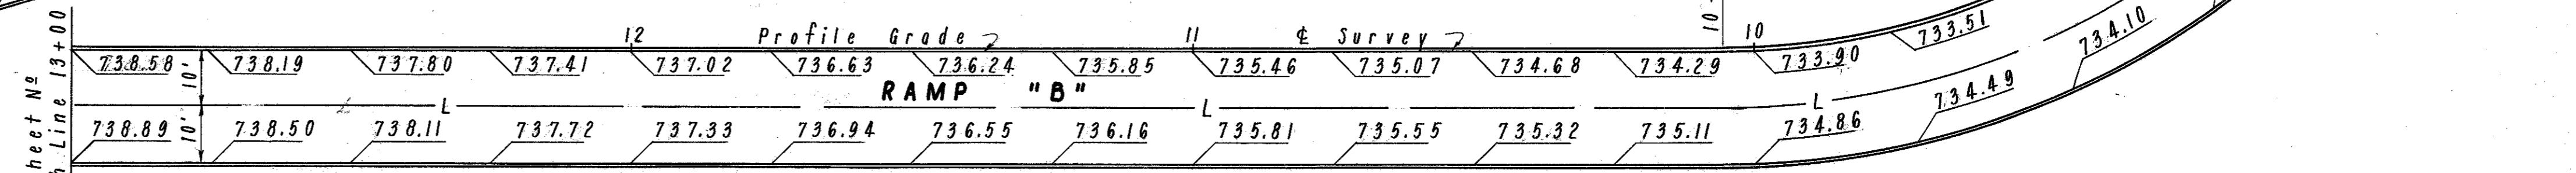 12 Profile Grade 11 ℄ Survey 10
738.58 738.19 737.80 737.41 737.02 736.63 736.24 735.85 735.46 735.07 734.68 734.29 733.90 733.51
RAMP "B"
L L L
738.89 738.50 738.11 737.72 737.33 736.94 736.55 736.16 735.81 735.55 735.32 735.11 734.86 734.49 734.10
10'
10'
heet Nº
Line 13+00
10